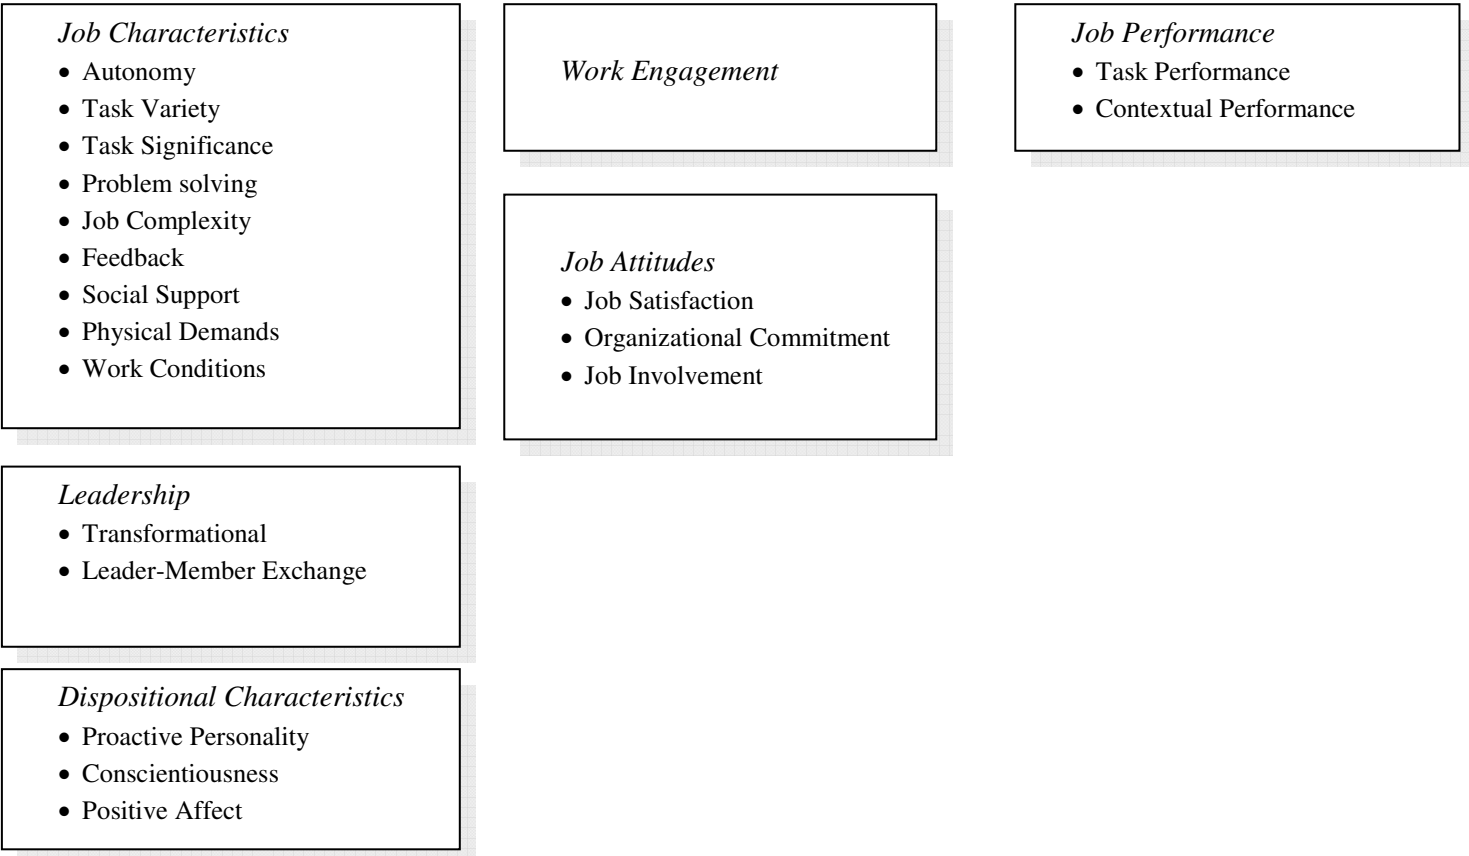 Job Characteristics
• Autonomy
• Task Variety
• Task Significance
• Problem solving
• Job Complexity
• Feedback
• Social Support
• Physical Demands
• Work Conditions
Leadership
• Transformational
• Leader-Member Exchange
Dispositional Characteristics
• Proactive Personality
• Conscientiousness
• Positive Affect
Work Engagement
Job Attitudes
• Job Satisfaction
• Organizational Commitment
• Job Involvement
Job Performance
• Task Performance
• Contextual Performance